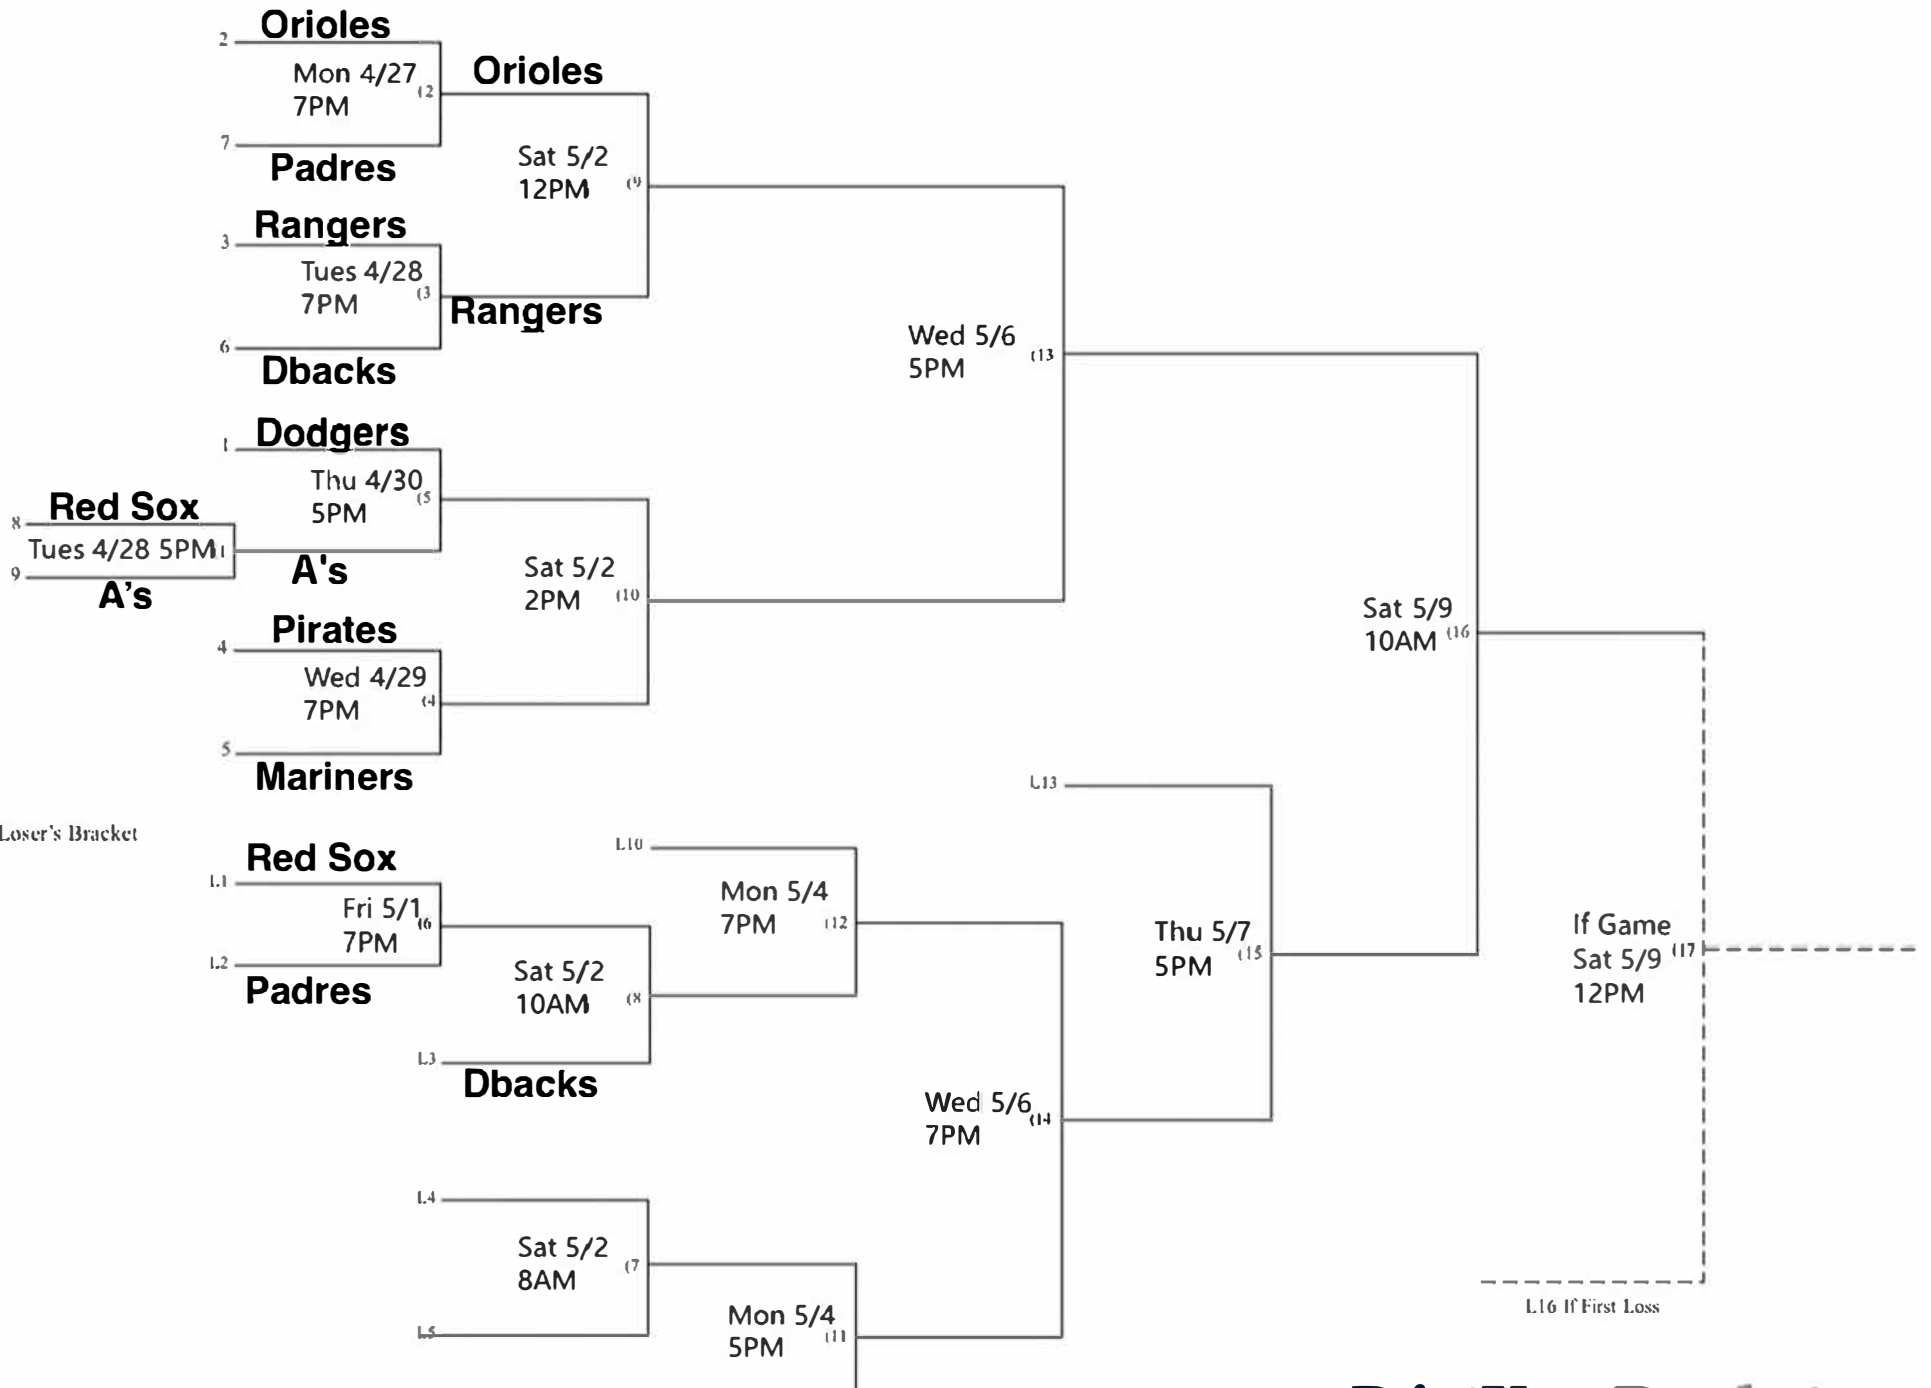 Orioles
2
Mon 4/27
7PM
(2
7
Padres
Orioles
Sat 5/2
12PM
(9
Rangers
3
Tues 4/28
7PM
(3
Rangers
6
Dbacks
Wed 5/6
5PM
(13
Dodgers
1
Thu 4/30
5PM
(5
Red Sox
8
Tues 4/28 5PM
(1
9
A’s
A's
Sat 5/2
2PM
(10
Pirates
4
Wed 4/29
7PM
(4
5
Mariners
Sat 5/9
10AM
(16
Loser's Bracket
L13
Red Sox
L1
Fri 5/1
7PM
(6
L2
Padres
L10
Mon 5/4
7PM
(12
Sat 5/2
10AM
(8
L3
Dbacks
Thu 5/7
5PM
(15
If Game
Sat 5/9
12PM
(17
Wed 5/6
7PM
(14
L4
Sat 5/2
8AM
(7
L5
Mon 5/4
5PM
(11
L16 If First Loss